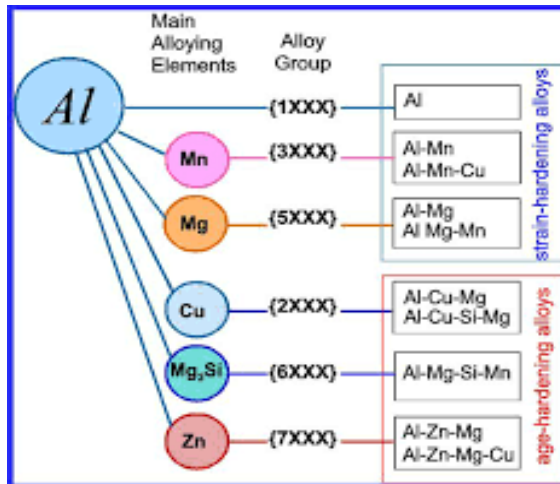 Main
Alloying
Elements
Alloy
Group
Al
{1XXX}
Al
Mn
{3XXX}
Al-Mn
Al-Mn-Cu
Mg
{5XXX}
Al-Mg
Al Mg-Mn
strain-hardening alloys
Cu
{2XXX}
Al-Cu-Mg
Al-Cu-Si-Mg
Mg₂Si
{6XXX}
Al-Mg-Si-Mn
Zn
{7XXX}
Al-Zn-Mg
Al-Zn-Mg-Cu
age-hardening alloys